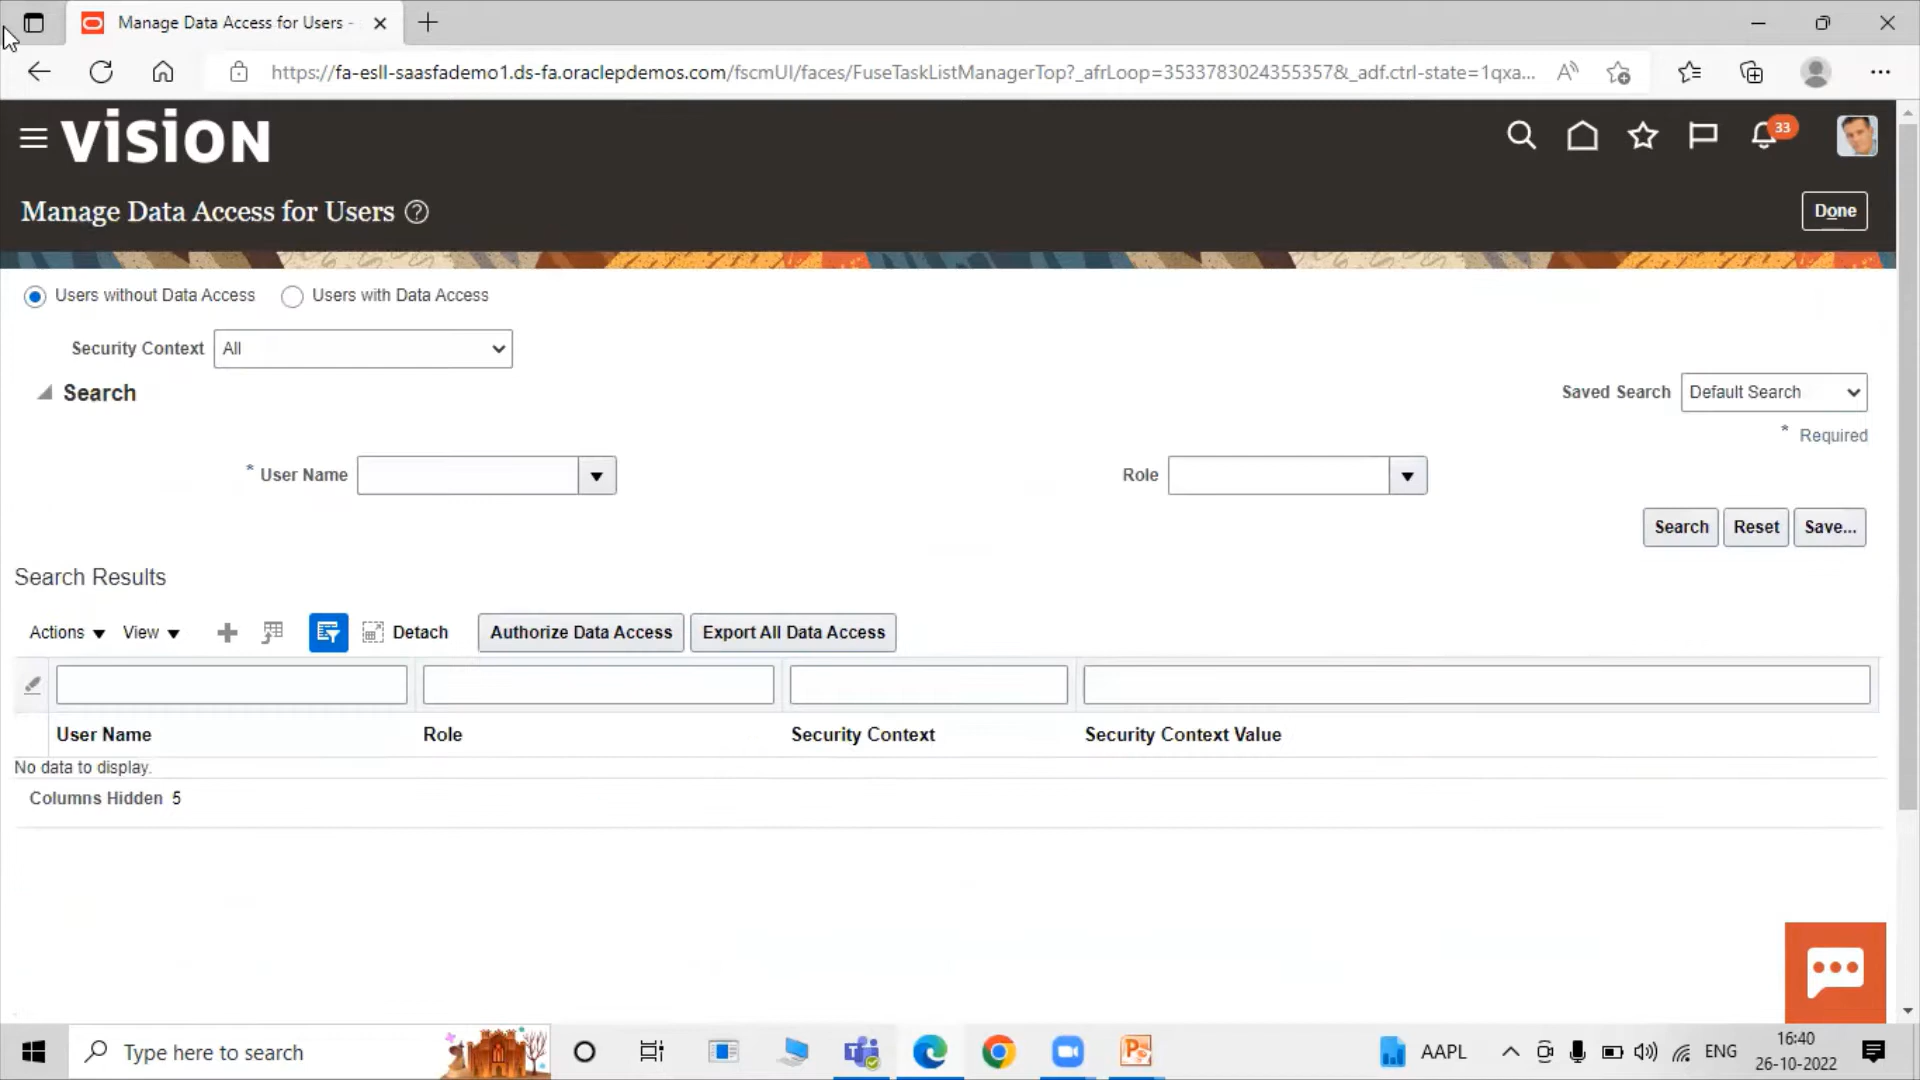 Manage Data Access for Users -
https://fa-esll-saasfademo1.ds-fa.oraclepdemos.com/fscmUI/faces/FuseTaskListManagerTop?_afrLoop=3533783024355357&_adf.ctrl-state=1qxa...
VISION
33
Manage Data Access for Users
Done
Users without Data Access
Users with Data Access
Security Context
All
Search
Saved Search
Default Search
* Required
* User Name
Role
Search
Reset
Save...
Search Results
Actions
View
Detach
Authorize Data Access
Export All Data Access
User Name
Role
Security Context
Security Context Value
No data to display.
Columns Hidden 5
Type here to search
AAPL
ENG
16:40
26-10-2022